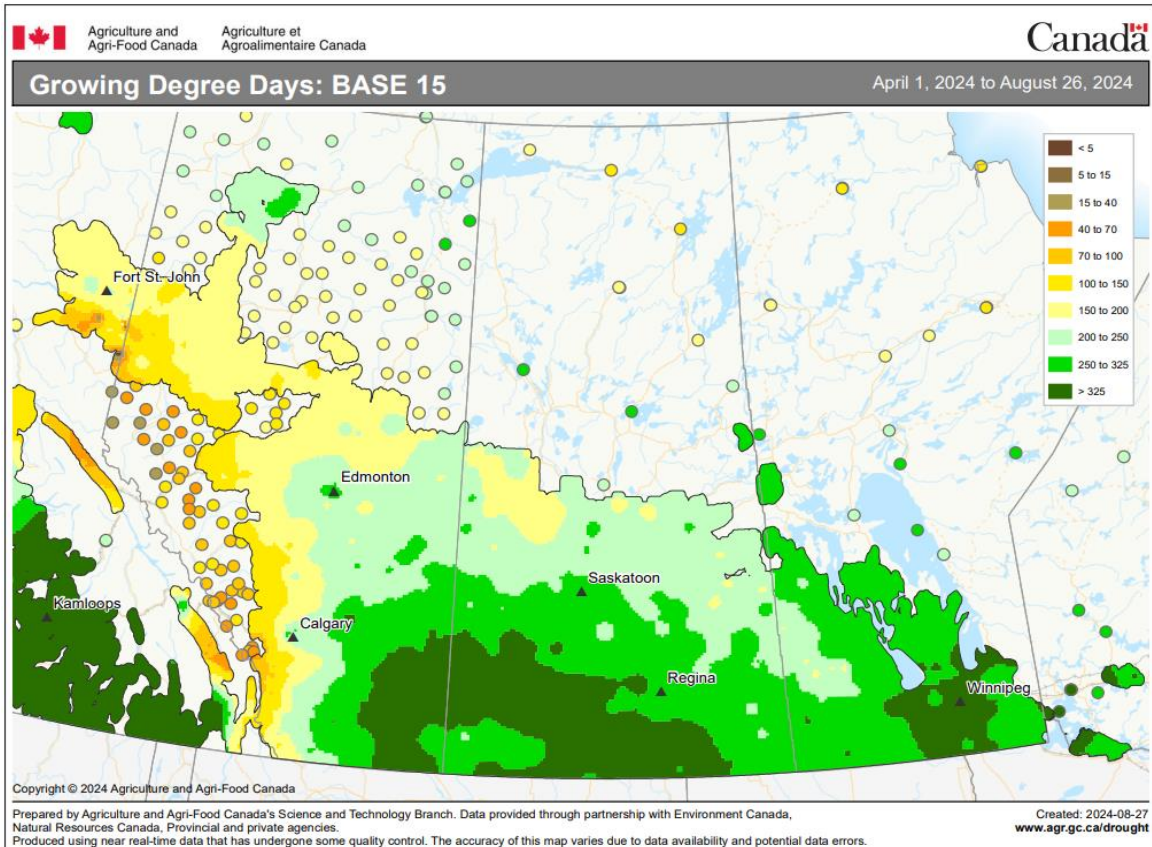 Agriculture and Agri-Food Canada
Agriculture et Agroalimentaire Canada
Canada
Growing Degree Days: BASE 15
April 1, 2024 to August 26, 2024
< 5
5 to 15
15 to 40
40 to 70
70 to 100
100 to 150
150 to 200
200 to 250
250 to 325
> 325
Fort St. John
Edmonton
Saskatoon
Kamloops
Calgary
Regina
Winnipeg
Copyright © 2024 Agriculture and Agri-Food Canada
Prepared by Agriculture and Agri-Food Canada's Science and Technology Branch. Data provided through partnership with Environment Canada,
Natural Resources Canada, Provincial and private agencies.
Produced using near real-time data that has undergone some quality control. The accuracy of this map varies due to data availability and potential data errors.
Created: 2024-08-27
www.agr.gc.ca/drought